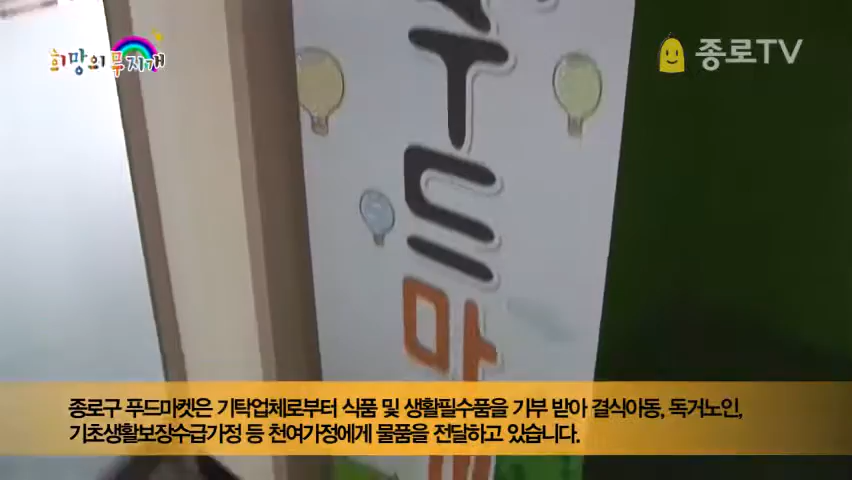 희망의 무지개
종로TV
푸드마
종로구 푸드마켓은 기탁업체로부터 식품 및 생활필수품을 기부 받아 결식아동, 독거노인,
기초생활보장수급가정 등 천여가정에게 물품을 전달하고 있습니다.